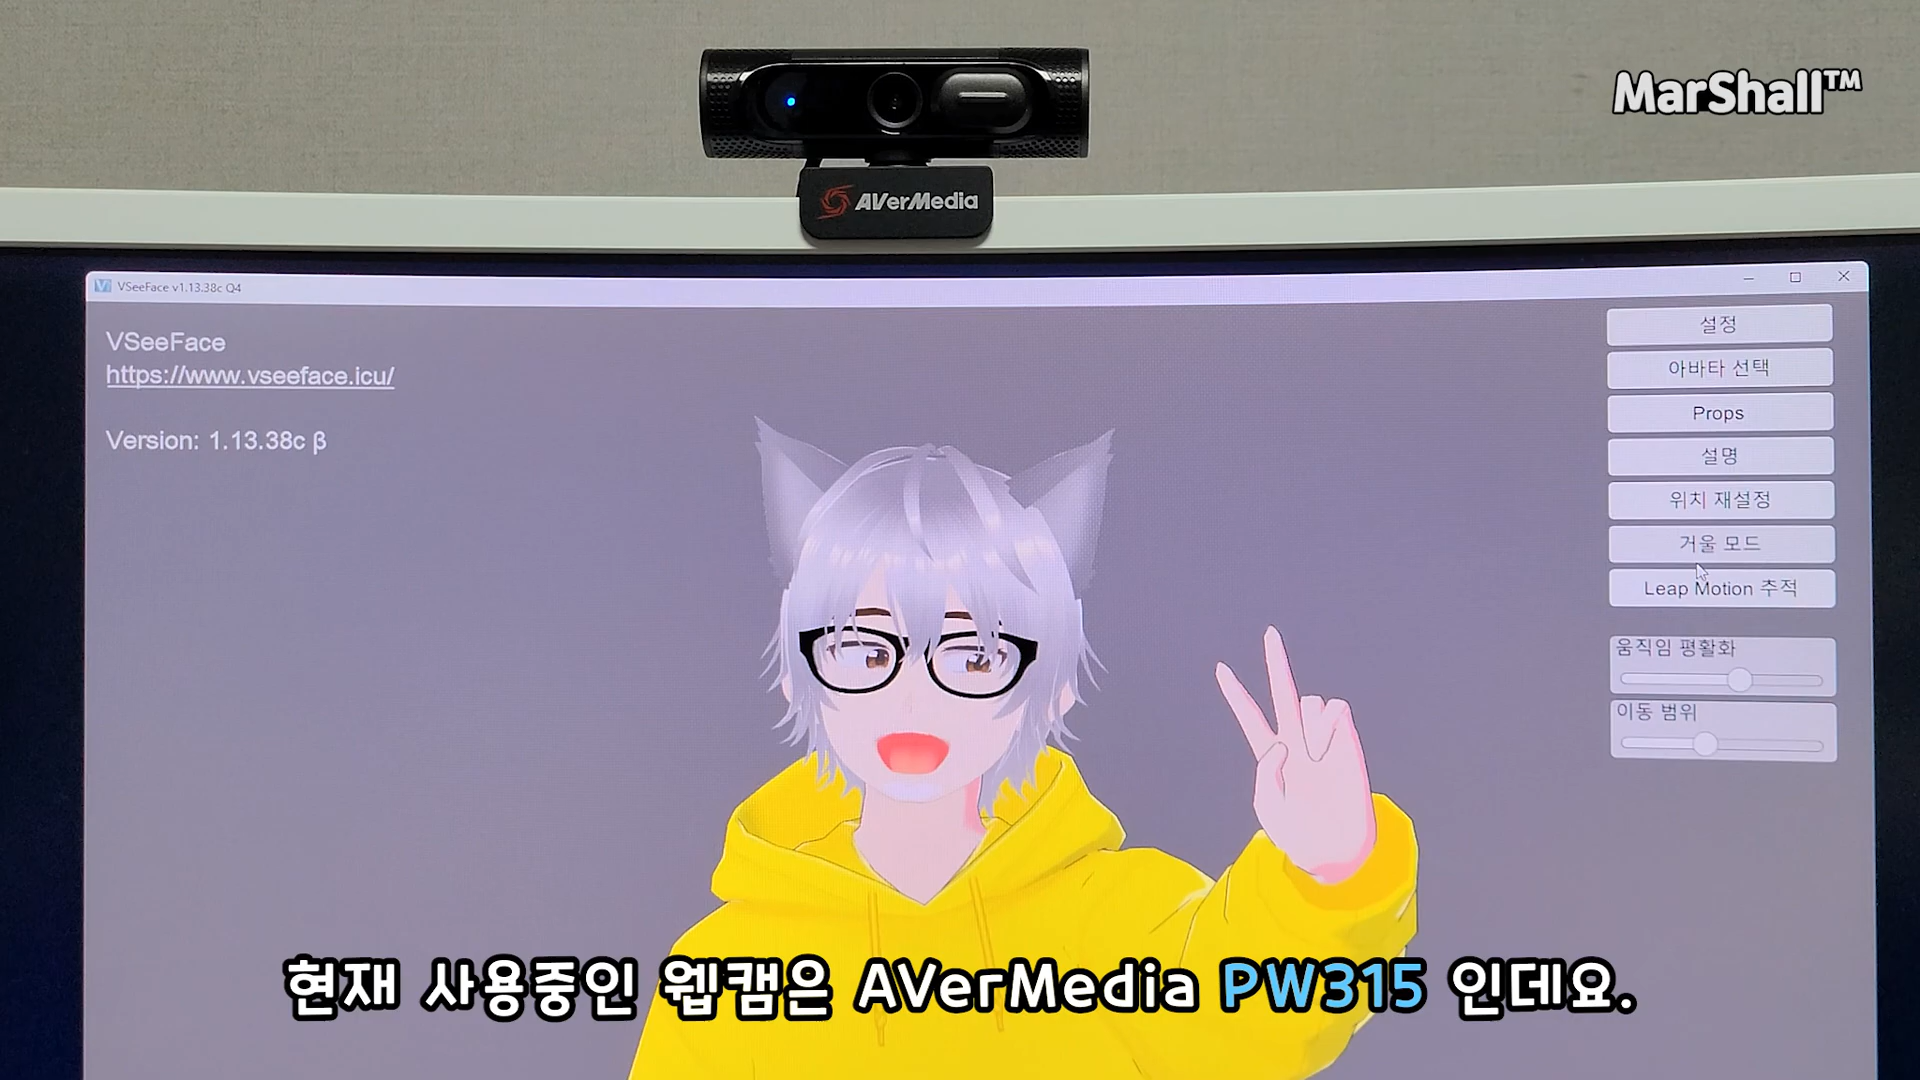 MarShall™
AVerMedia
VSeeFace v1.13.38c Q4
VSeeFace
https://www.vseeface.icu/
Version: 1.13.38c β
설정
아바타 선택
Props
설명
위치 재설정
거울 모드
Leap Motion 추적
움직임 평활화
이동 범위
현재 사용중인 웹캠은 AVerMedia PW315 인데요.